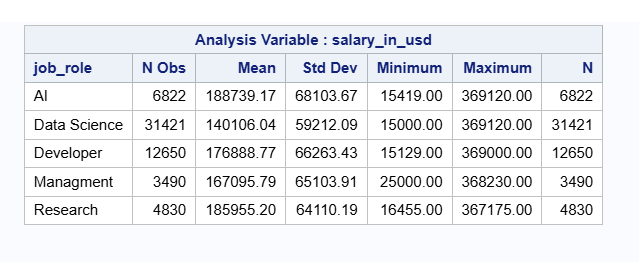 Analysis Variable : salary_in_usd
job_role N Obs Mean Std Dev Minimum Maximum N
AI 6822 188739.17 68103.67 15419.00 369120.00 6822
Data Science 31421 140106.04 59212.09 15000.00 369120.00 31421
Developer 12650 176888.77 66263.43 15129.00 369000.00 12650
Managment 3490 167095.79 65103.91 25000.00 368230.00 3490
Research 4830 185955.20 64110.19 16455.00 367175.00 4830